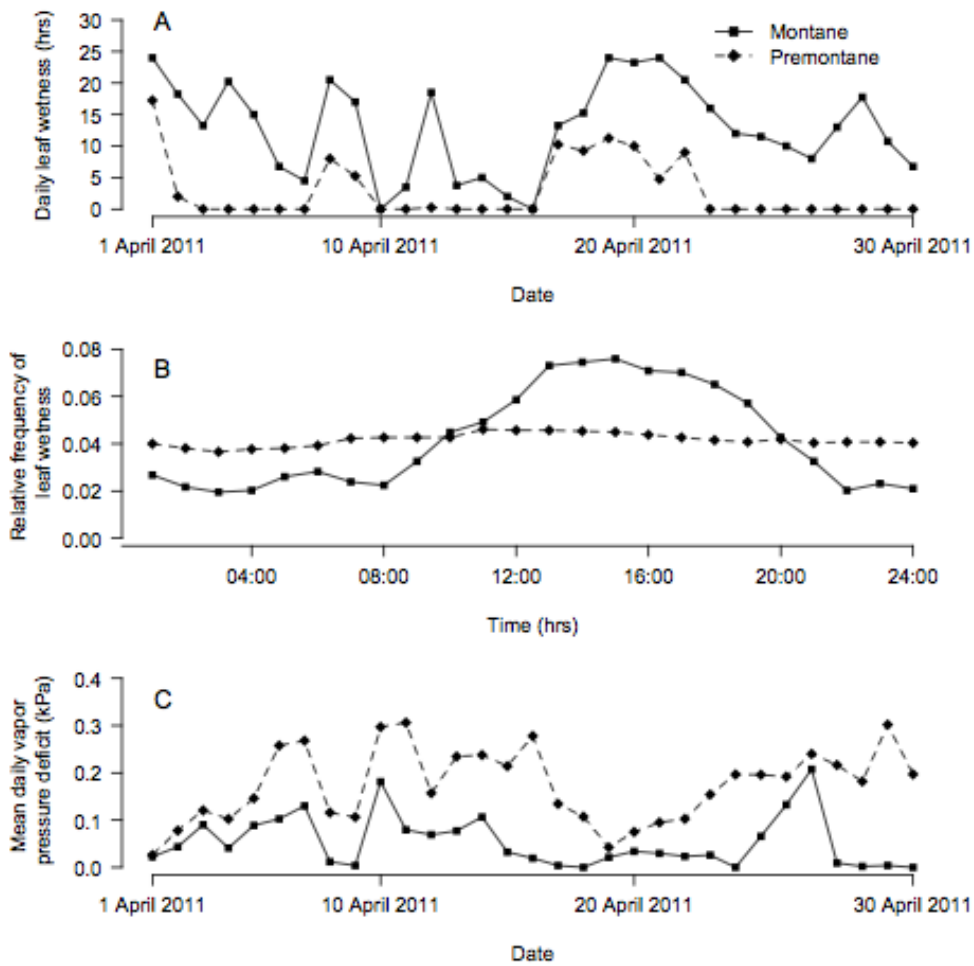 A
Daily leaf wetness (hrs)
30
25
20
15
10
5
0
Montane
Premontane
1 April 2011
10 April 2011
20 April 2011
30 April 2011
Date
B
Relative frequency of
leaf wetness
0.08
0.06
0.04
0.02
0.00
04:00
08:00
12:00
16:00
20:00
24:00
Time (hrs)
C
Mean daily vapor
pressure deficit (kPa)
0.4
0.3
0.2
0.1
0.0
1 April 2011
10 April 2011
20 April 2011
30 April 2011
Date